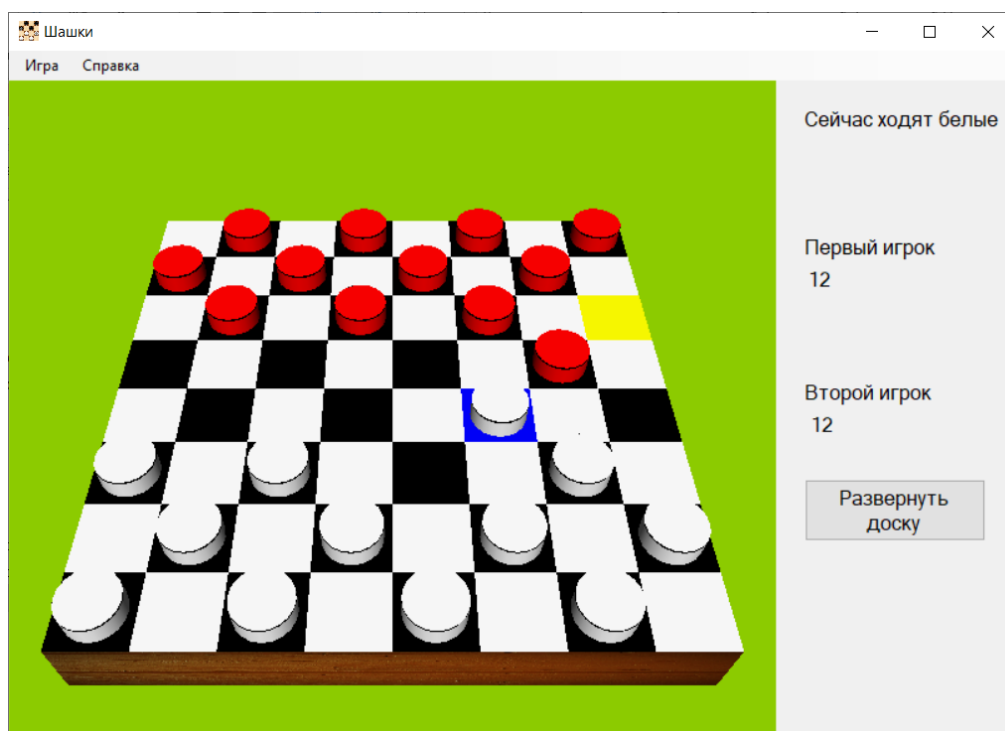 Шашки
Игра Справка
Сейчас ходят белые
Первый игрок
12
Второй игрок
12
Развернуть
доску